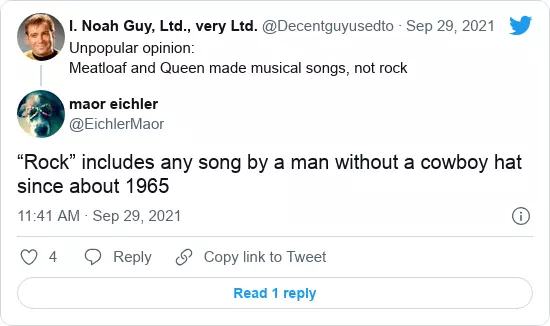 I. Noah Guy, Ltd., very Ltd. @Decentguyusedto · Sep 29, 2021
Unpopular opinion:
Meatloaf and Queen made musical songs, not rock
maor eichler
@EichlerMaor
“Rock” includes any song by a man without a cowboy hat
since about 1965
11:41 AM · Sep 29, 2021
4 Reply Copy link to Tweet
Read 1 reply